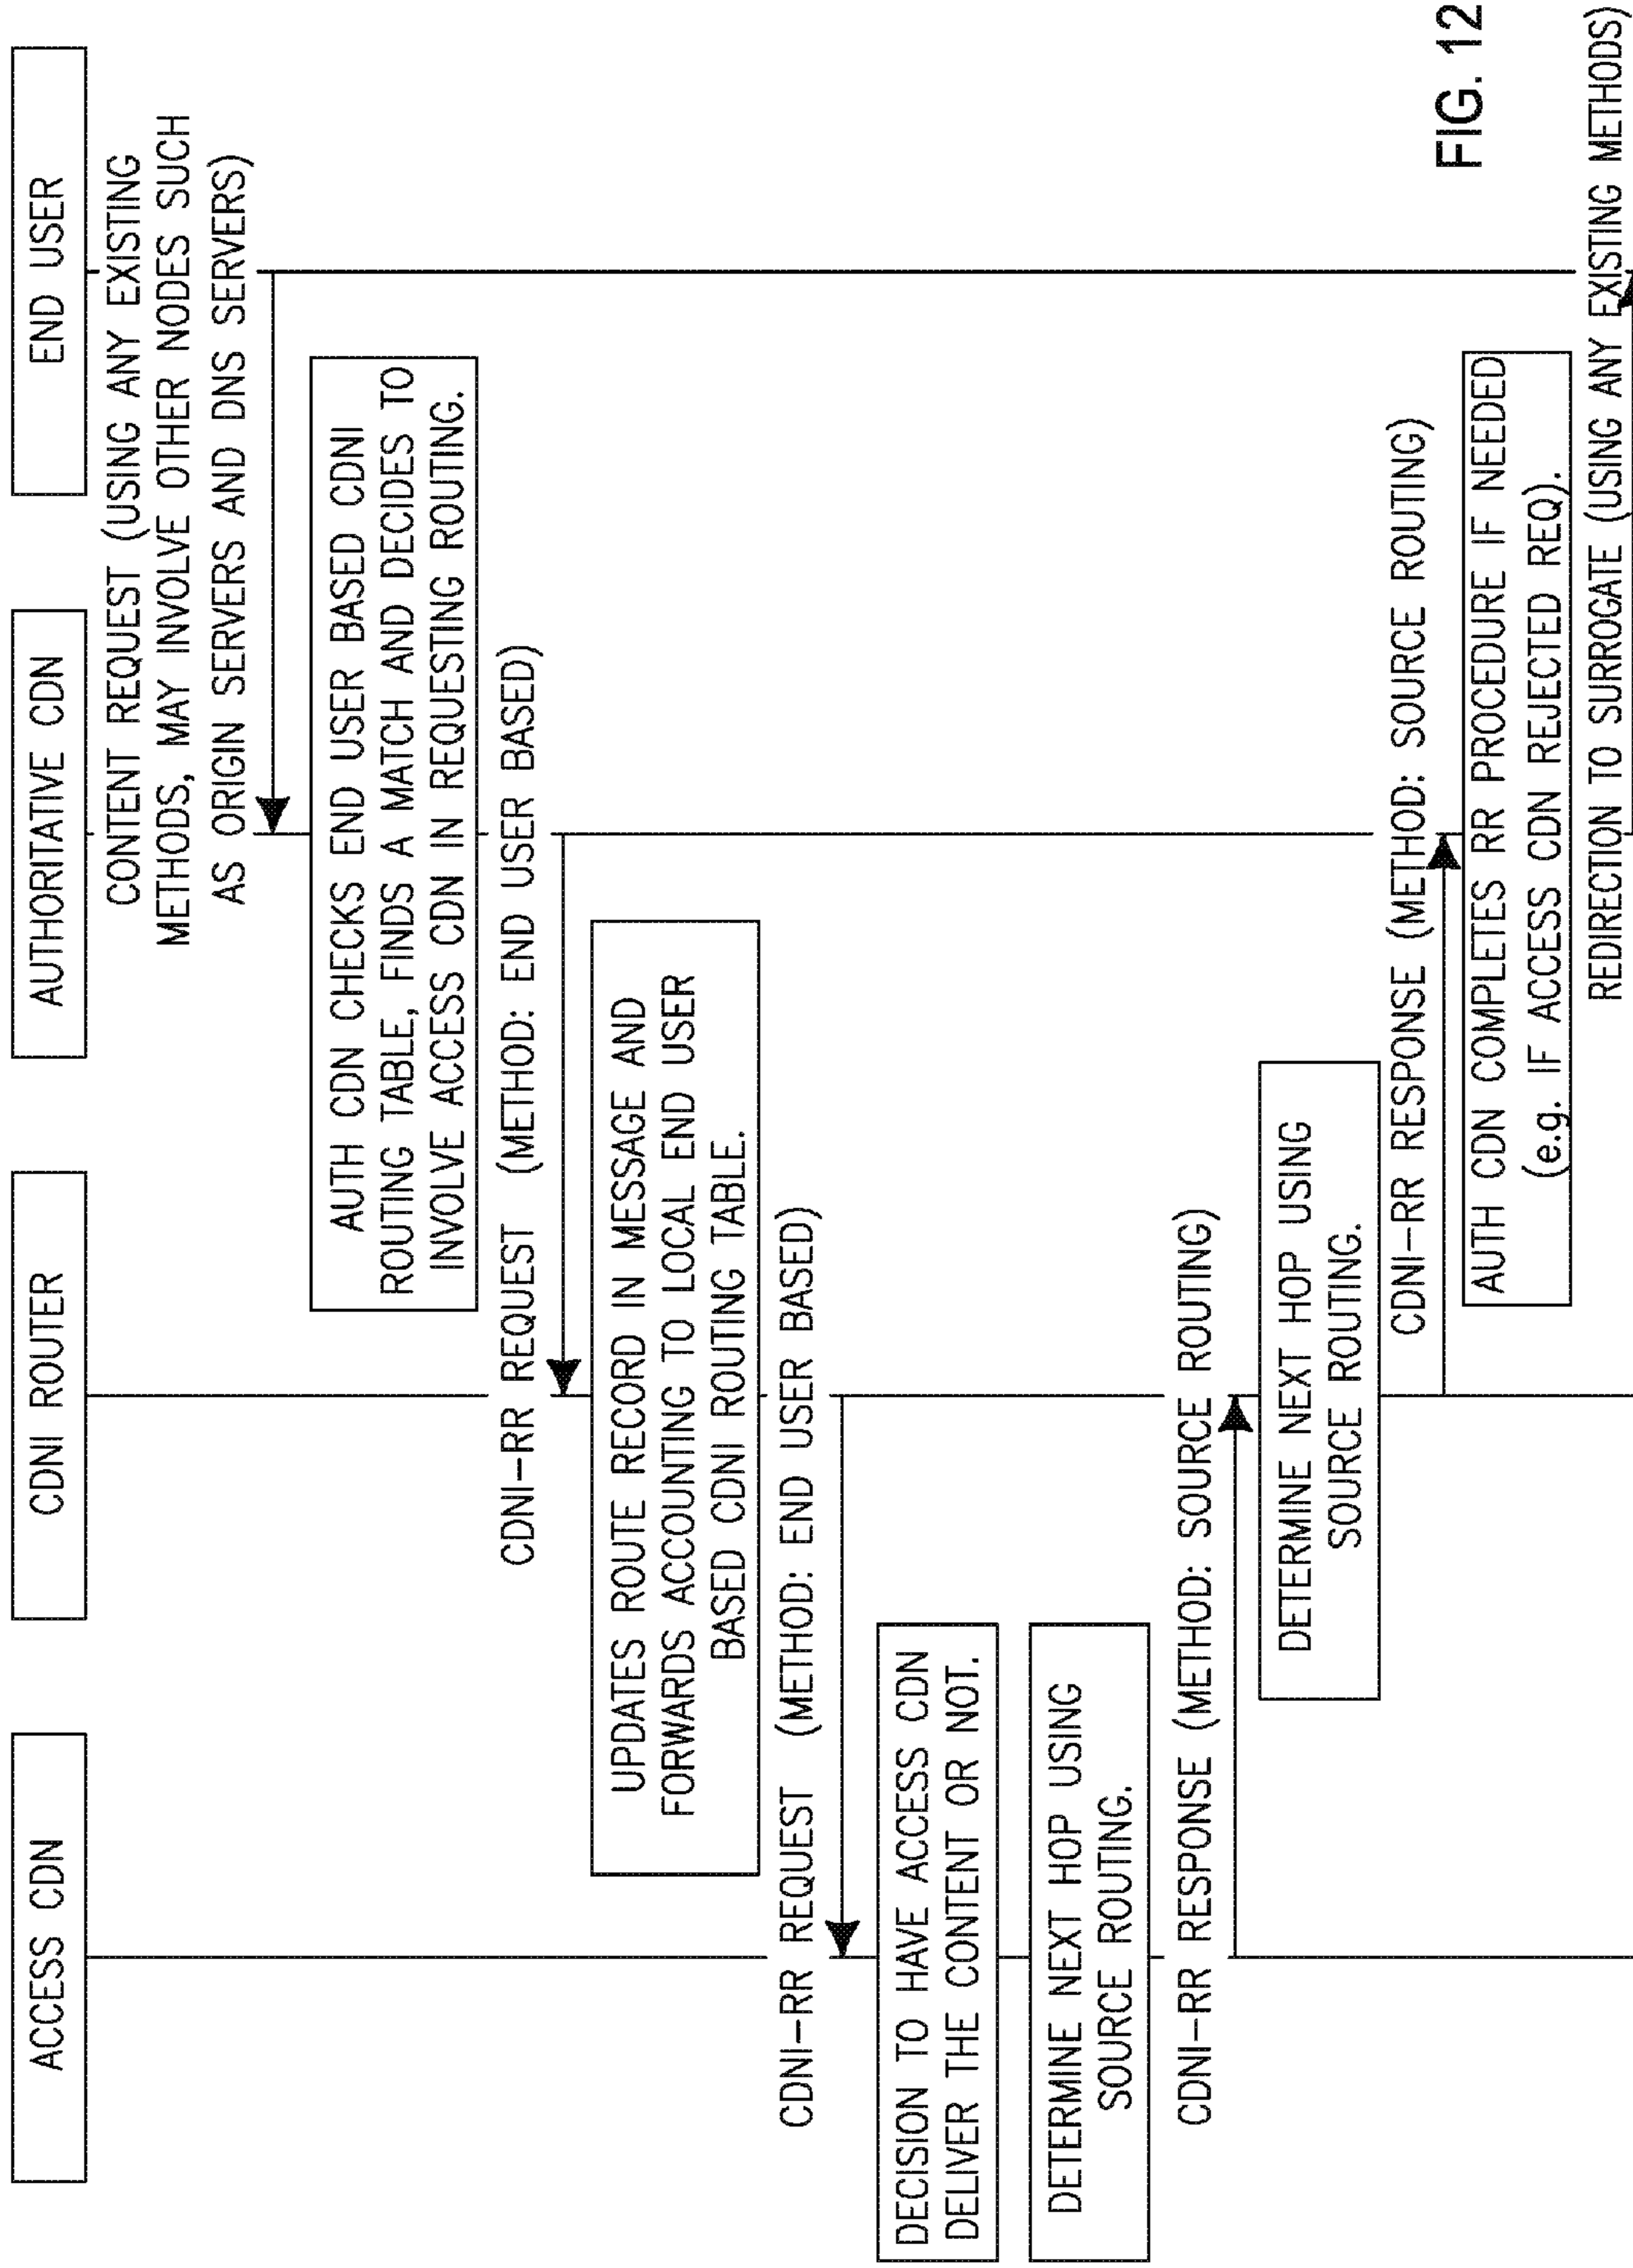 ACCESS CDN
CDNI ROUTER
AUTHORITATIVE CDN
END USER
CONTENT REQUEST (USING ANY EXISTING
METHODS, MAY INVOLVE OTHER NODES SUCH
AS ORIGIN SERVERS AND DNS SERVERS)
AUTH CDN CHECKS END USER BASED CDNI
ROUTING TABLE, FINDS A MATCH AND DECIDES TO
INVOLVE ACCESS CDN IN REQUESTING ROUTING.
CDNI-RR REQUEST (METHOD: END USER BASED)
UPDATES ROUTE RECORD IN MESSAGE AND
FORWARDS ACCOUNTING TO LOCAL END USER
BASED CDNI ROUTING TABLE.
CDNI-RR REQUEST (METHOD: END USER BASED)
DECISION TO HAVE ACCESS CDN
DELIVER THE CONTENT OR NOT.
DETERMINE NEXT HOP USING
SOURCE ROUTING.
CDNI-RR RESPONSE (METHOD: SOURCE ROUTING)
DETERMINE NEXT HOP USING
SOURCE ROUTING.
CDNI-RR RESPONSE (METHOD: SOURCE ROUTING)
AUTH CDN COMPLETES RR PROCEDURE IF NEEDED
(e.g. IF ACCESS CDN REJECTED REQ).
REDIRECTION TO SURROGATE (USING ANY EXISTING METHODS)
FIG. 12